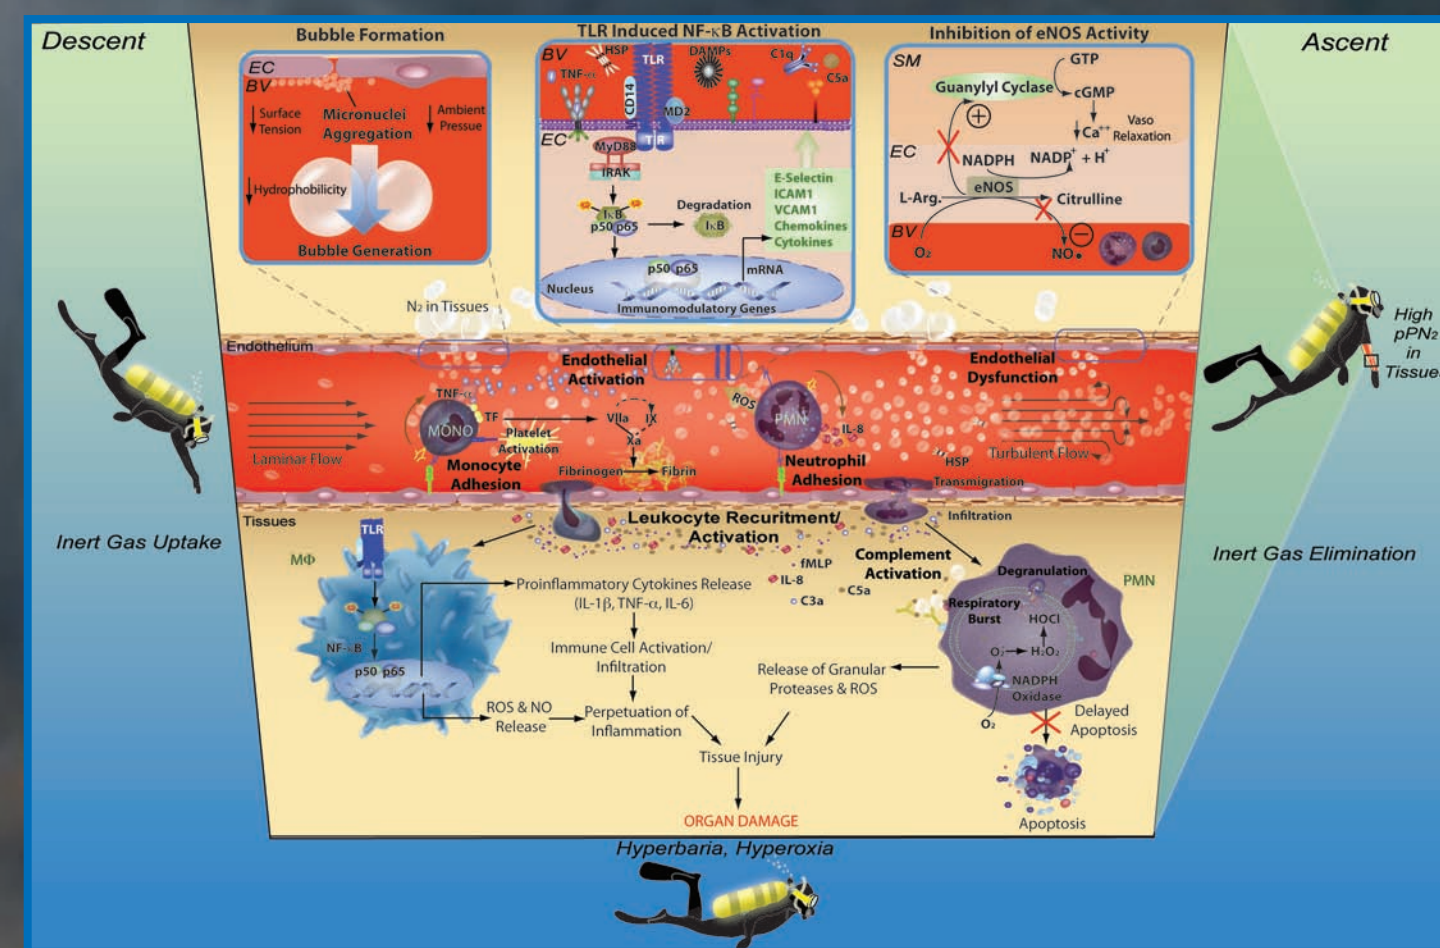 Descent
Ascent
Bubble Formation
EC
BV
Surface
Tension
Micronuclei
Aggregation
Ambient
Pressue
Hydrophobilicity
Bubble Generation
TLR Induced NF-κB Activation
BV
HSP
TLR
DAMPs
C1q
TNF-α
C5a
CD14
MD2
EC
TIR
MyD88
IRAK
E-Selectin
ICAM1
VCAM1
Chemokines
Cytokines
IκB
p50 p65
Degradation
IκB
p50 p65
mRNA
Nucleus
Immunomodulatory Genes
Inhibition of eNOS Activity
SM
GTP
Guanylyl Cyclase
cGMP
+
Ca++
Vaso
Relaxation
EC
NADPH
NADP+ + H+
eNOS
L-Arg.
Citrulline
BV
O₂
NO•
−
N₂ in Tissues
High
pPN₂
in
Tissues
Endothelium
Endothelial
Activation
Endothelial
Dysfunction
TNF-α
TF
MONO
Platelet
Activation
VIIa
IX
Xa
ROS
PMN
IL-8
Laminar Flow
Monocyte
Adhesion
Fibrinogen
Fibrin
Neutrophil
Adhesion
HSP
Turbulent Flow
Transmigration
Tissues
Leukocyte Recuritment/
Activation
Infiltration
Inert Gas Uptake
Inert Gas Elimination
TLR
MΦ
Complement
Activation
fMLP
IL-8
C5a
C3a
Degranulation
PMN
Proinflammatory Cytokines Release
(IL-1β, TNF-α, IL-6)
Respiratory
Burst
HOCl
NF-κB
Immune Cell Activation/
Infiltration
O₂⁻
H₂O₂
p50 p65
Release of Granular
Proteases & ROS
NADPH
Oxidase
ROS & NO
Release
Perpetuation of
Inflammation
O₂
Delayed
Apoptosis
Tissue Injury
ORGAN DAMAGE
Apoptosis
Hyperbaria, Hyperoxia